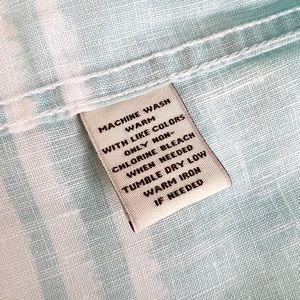 MACHINE WASH
WARM
WITH LIKE COLORS
ONLY NON-
CHLORINE BLEACH
WHEN NEEDED
TUMBLE DRY LOW
WARM IRON
IF NEEDED